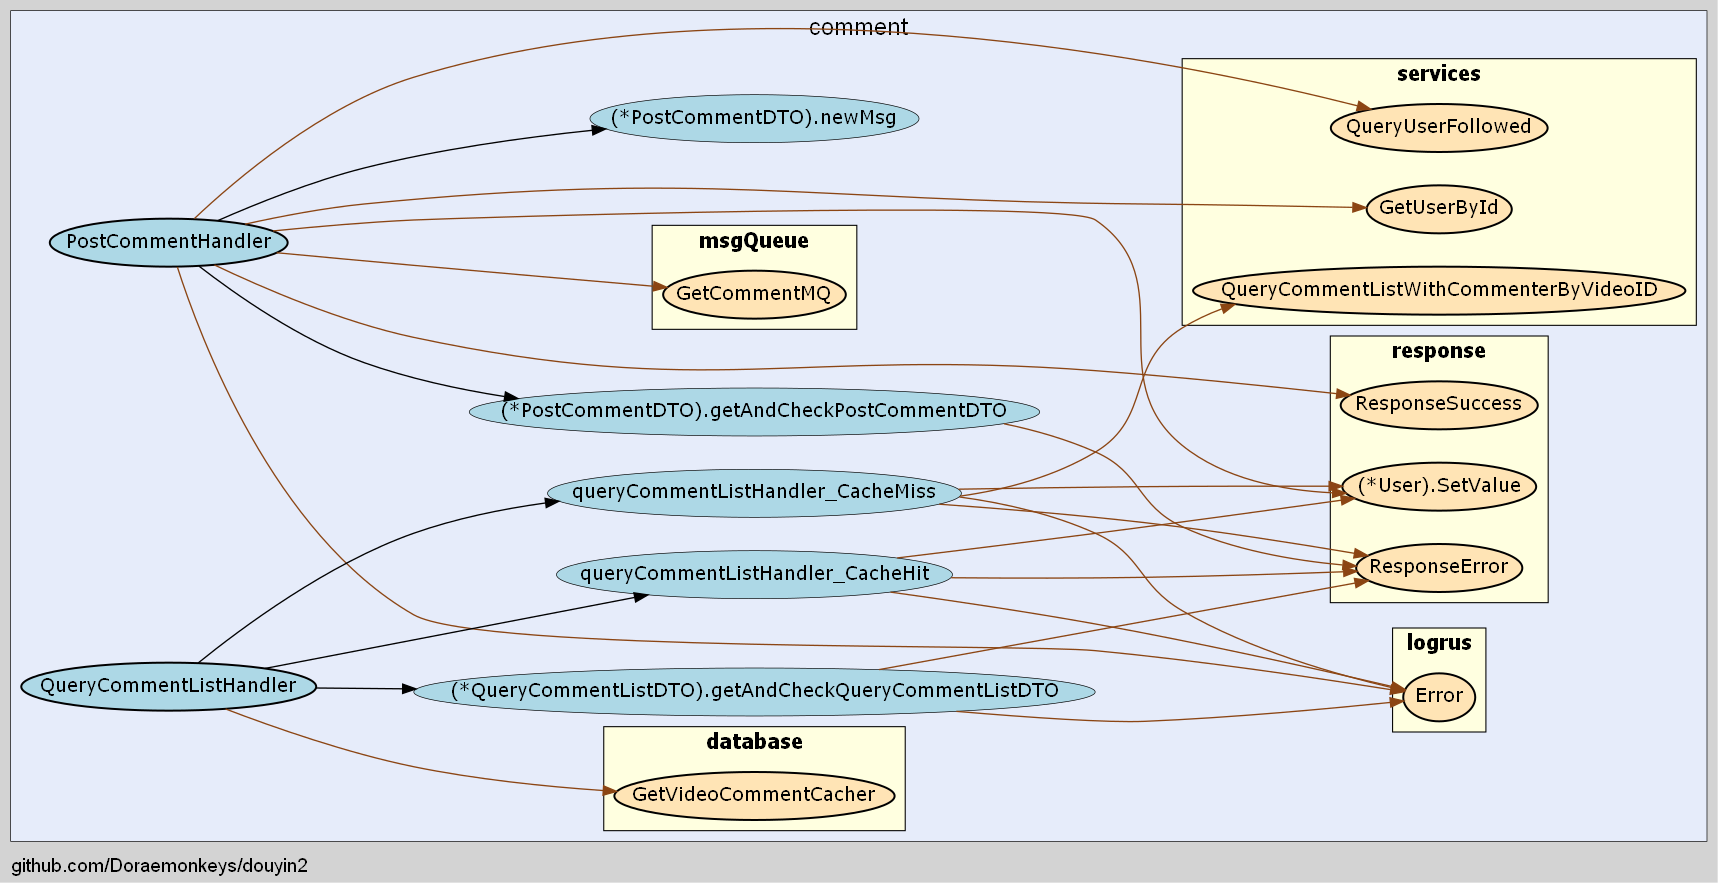 comment
services
(*PostCommentDTO).newMsg
QueryUserFollowed
GetUserById
PostCommentHandler
msgQueue
GetCommentMQ
QueryCommentListWithCommenterByVideoID
response
ResponseSuccess
(*PostCommentDTO).getAndCheckPostCommentDTO
queryCommentListHandler_CacheMiss
(*User).SetValue
queryCommentListHandler_CacheHit
ResponseError
logrus
QueryCommentListHandler
(*QueryCommentListDTO).getAndCheckQueryCommentListDTO
Error
database
GetVideoCommentCacher
github.com/Doraemonkeys/douyin2